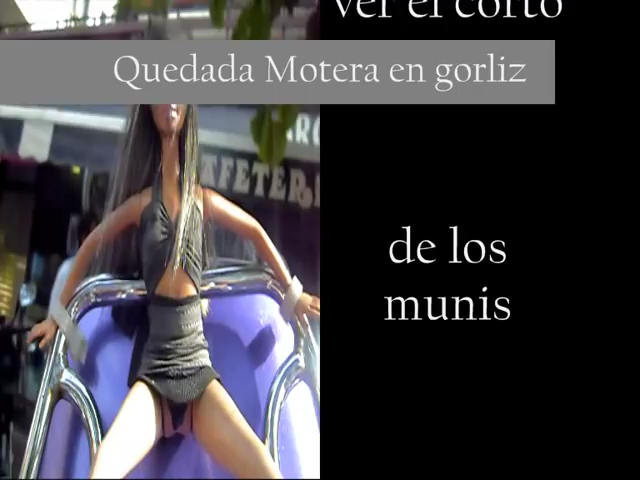 ver el corto
Quedada Motera en gorliz
de los
munis